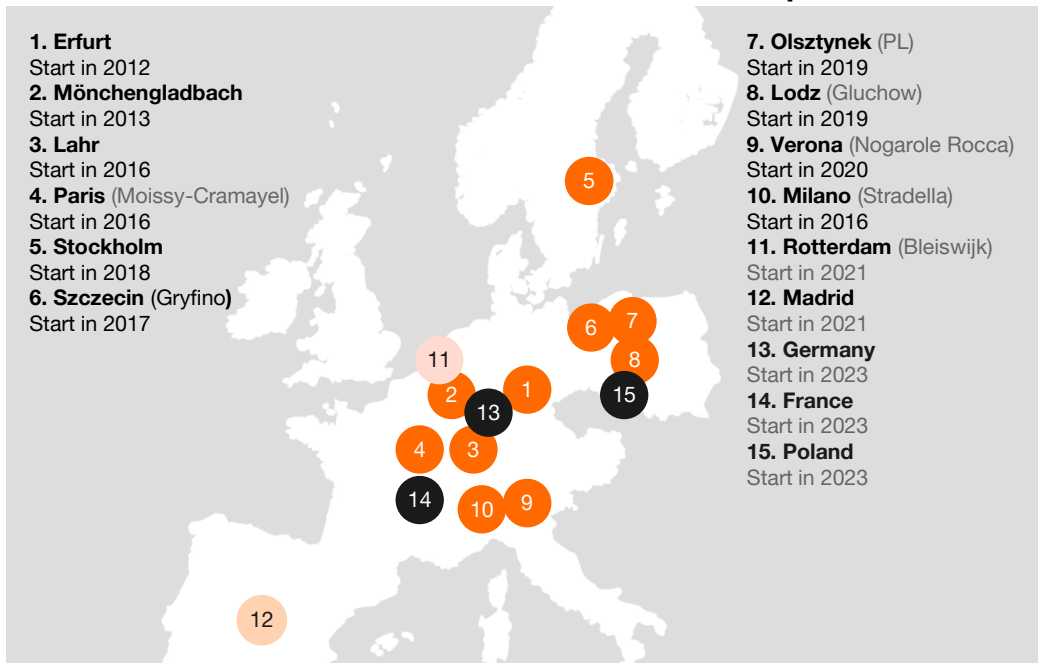 1. Erfurt
Start in 2012
2. Mönchengladbach
Start in 2013
3. Lahr
Start in 2016
4. Paris (Moissy-Cramayel)
Start in 2016
5. Stockholm
Start in 2018
6. Szczecin (Gryfino)
Start in 2017
7. Olsztynek (PL)
Start in 2019
8. Lodz (Gluchow)
Start in 2019
9. Verona (Nogarole Rocca)
Start in 2020
10. Milano (Stradella)
Start in 2016
11. Rotterdam (Bleiswijk)
Start in 2021
12. Madrid
Start in 2021
13. Germany
Start in 2023
14. France
Start in 2023
15. Poland
Start in 2023
5
7
6
8
11
1
2
15
13
4
3
14
10
9
12